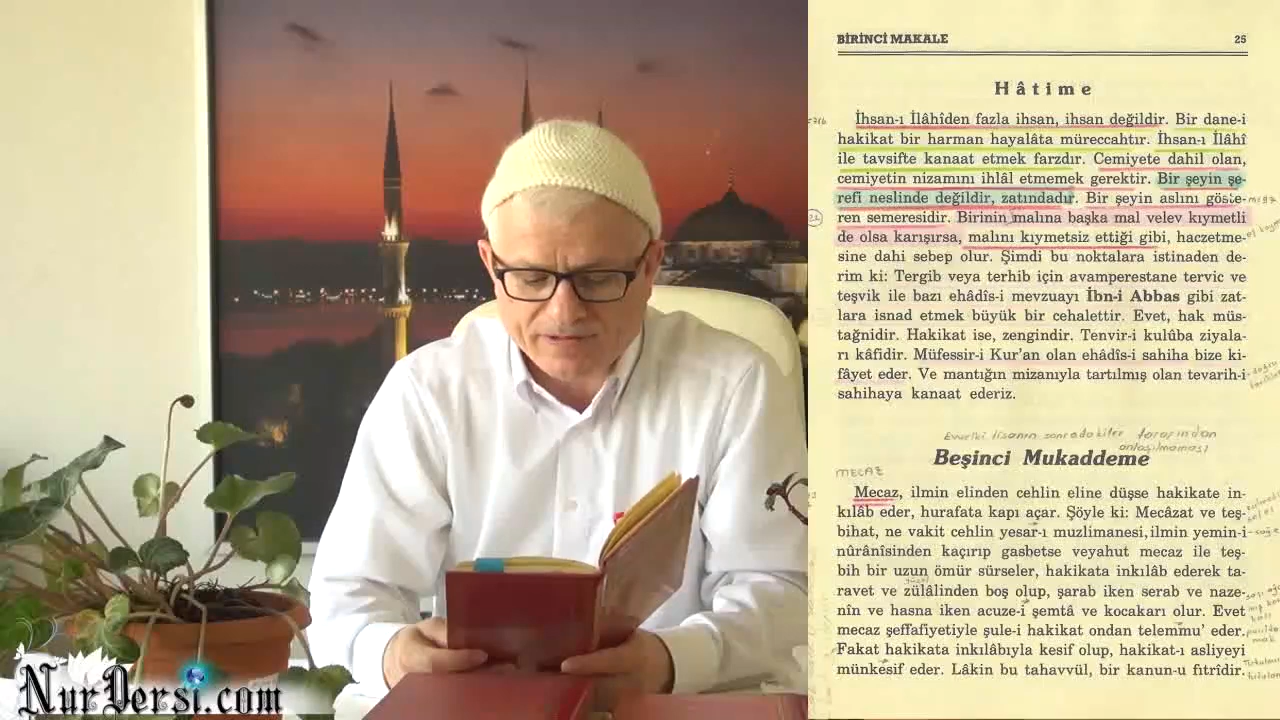 BİRİNCİ MAKALE 25
Hâtime
İhsan-ı İlâhîden fazla ihsan, ihsan değildir. Bir dane-i
hakikat bir harman hayalâta müreccahtır. İhsan-ı İlâhî
ile tavsifte kanaat etmek farzdır. Cemiyete dahil olan,
cemiyetin nizamını ihlâl etmemek gerektir. Bir şeyin şe-
refi neslinde değildir, zatındadır. Bir şeyin aslını göste-
ren semeresidir. Birinin malına başka mal velev kıymetli
de olsa karışırsa, malını kıymetsiz ettiği gibi, haczetme-
sine dahi sebep olur. Şimdi bu noktalara istinaden de-
rim ki: Tergib veya terhib için avamperestane tervic ve
teşvik ile bazı ehâdîs-i mevzuayı İbn-i Abbas gibi zat-
lara isnad etmek büyük bir cehalettir. Evet, hak müs-
tağnidir. Hakikat ise, zengindir. Tenvir-i kulûba ziyala-
rı kâfidir. Müfessir-i Kur'an olan ehâdîs-i sahiha bize ki-
fâyet eder. Ve mantığın mizanıyla tartılmış olan tevarih-i
sahihaya kanaat ederiz.
Evvelki lisanın sonradakiler tarafından
anlaşılmaması
Beşinci Mukaddeme
MECAZ
Mecaz, ilmin elinden cehlin eline düşse hakikate in-
kılâb eder, hurafata kapı açar. Şöyle ki: Mecâzat ve teş-
bihat, ne vakit cehlin yesar-ı muzlimanesi, ilmin yemin-i
nûrânîsinden kaçırıp gasbetse veyahut mecaz ile teş-
bih bir uzun ömür sürseler, hakikata inkılâb ederek ta-
ravet ve zülâlinden boş olup, şarab iken serab ve naze-
nîn ve hasna iken acuze-i şemtâ ve kocakarı olur. Evet
mecaz şeffafiyetiyle şule-i hakikat ondan telemmu' eder.
Fakat hakikata inkılâbıyla kesif olup, hakikat-ı asliyeyi
münkesif eder. Lâkin bu tahavvül, bir kanun-u fıtrîdir.
NurDersi.com